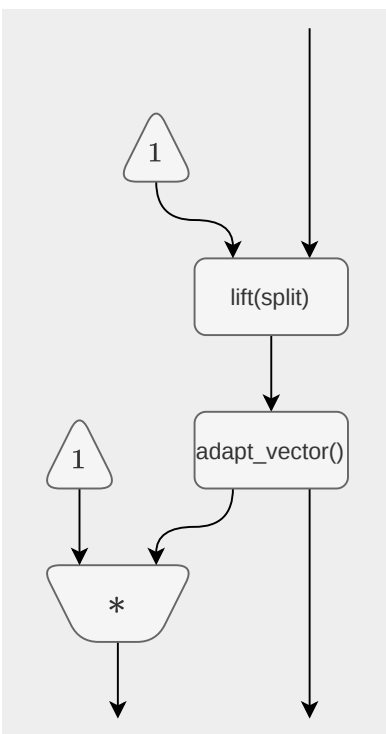 1
lift(split)
adapt_vector()
1
*